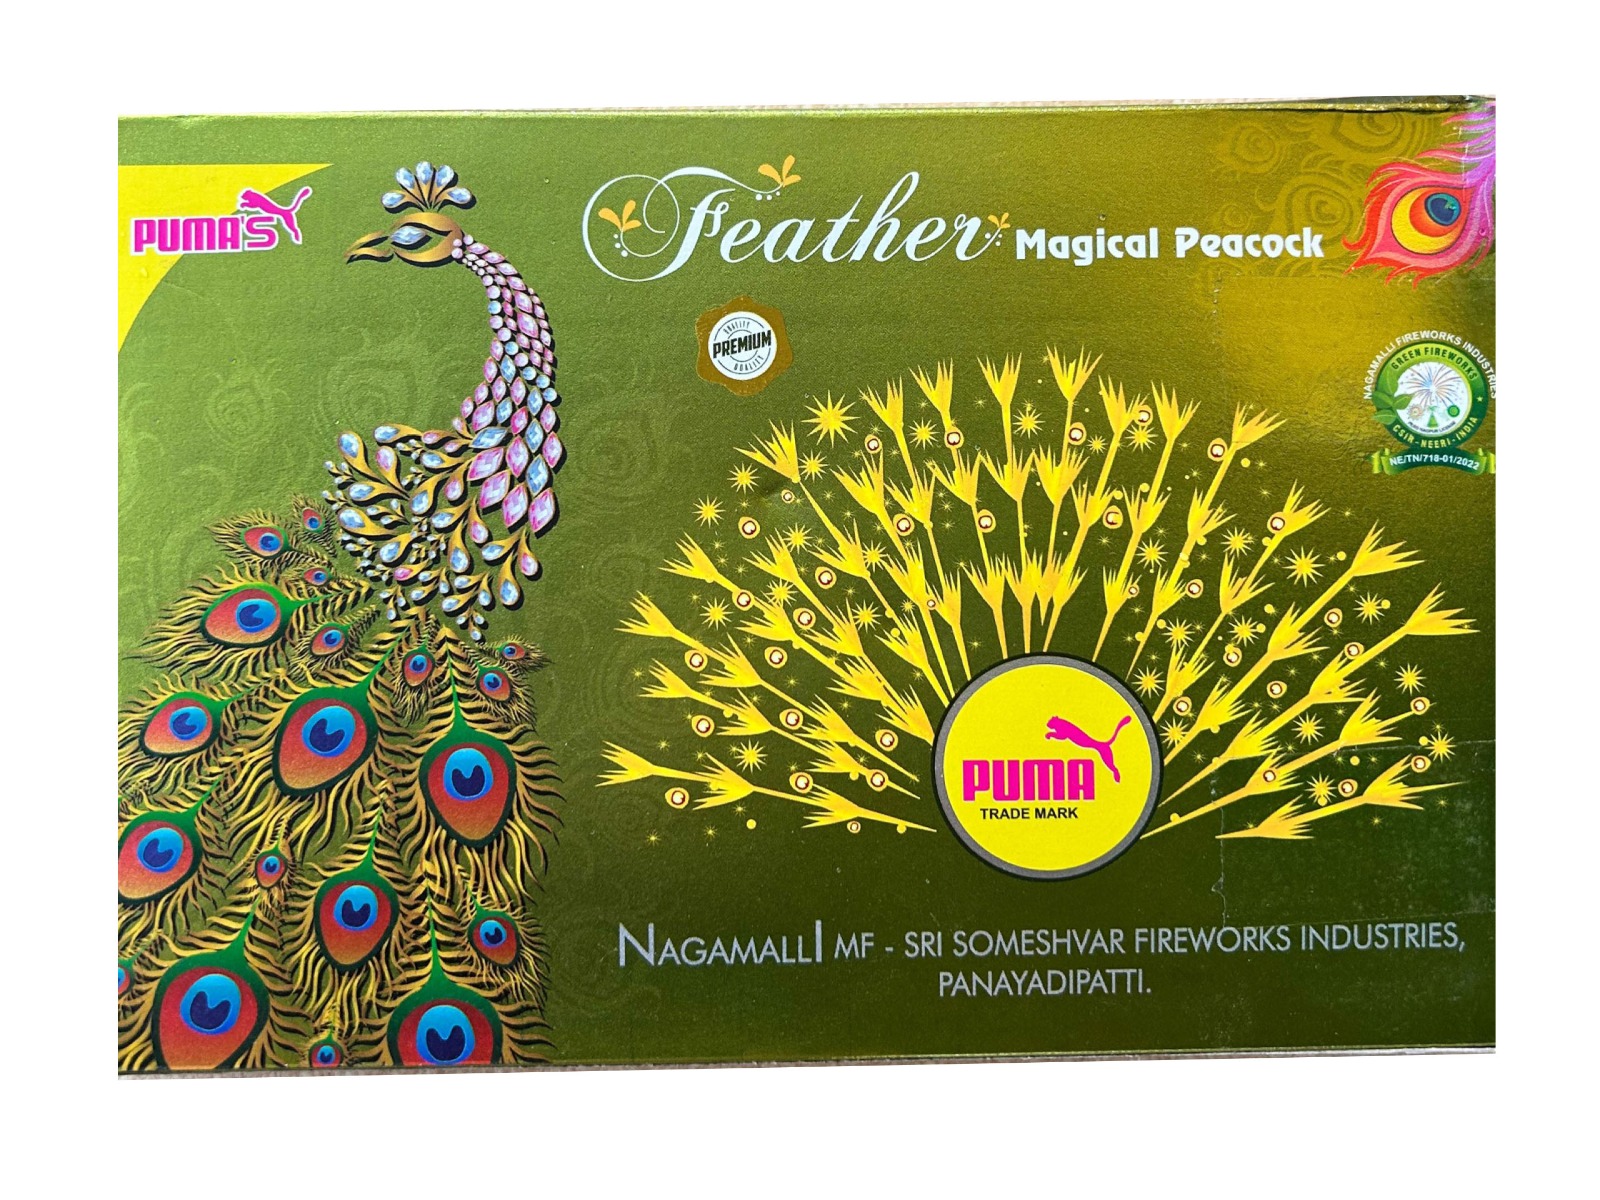 PUMA'S
Feather Magical Peacock
QUALITY
PREMIUM
QUALITY
NAGAMALLI FIREWORKS INDUSTRIES
GREEN FIREWORKS
CSIR-NEERI-INDIA
NE/TN/718-01/2022
PUMA
TRADE MARK
NAGAMALLI MF - SRI SOMESHVAR FIREWORKS INDUSTRIES,
PANAYADIPATTI.